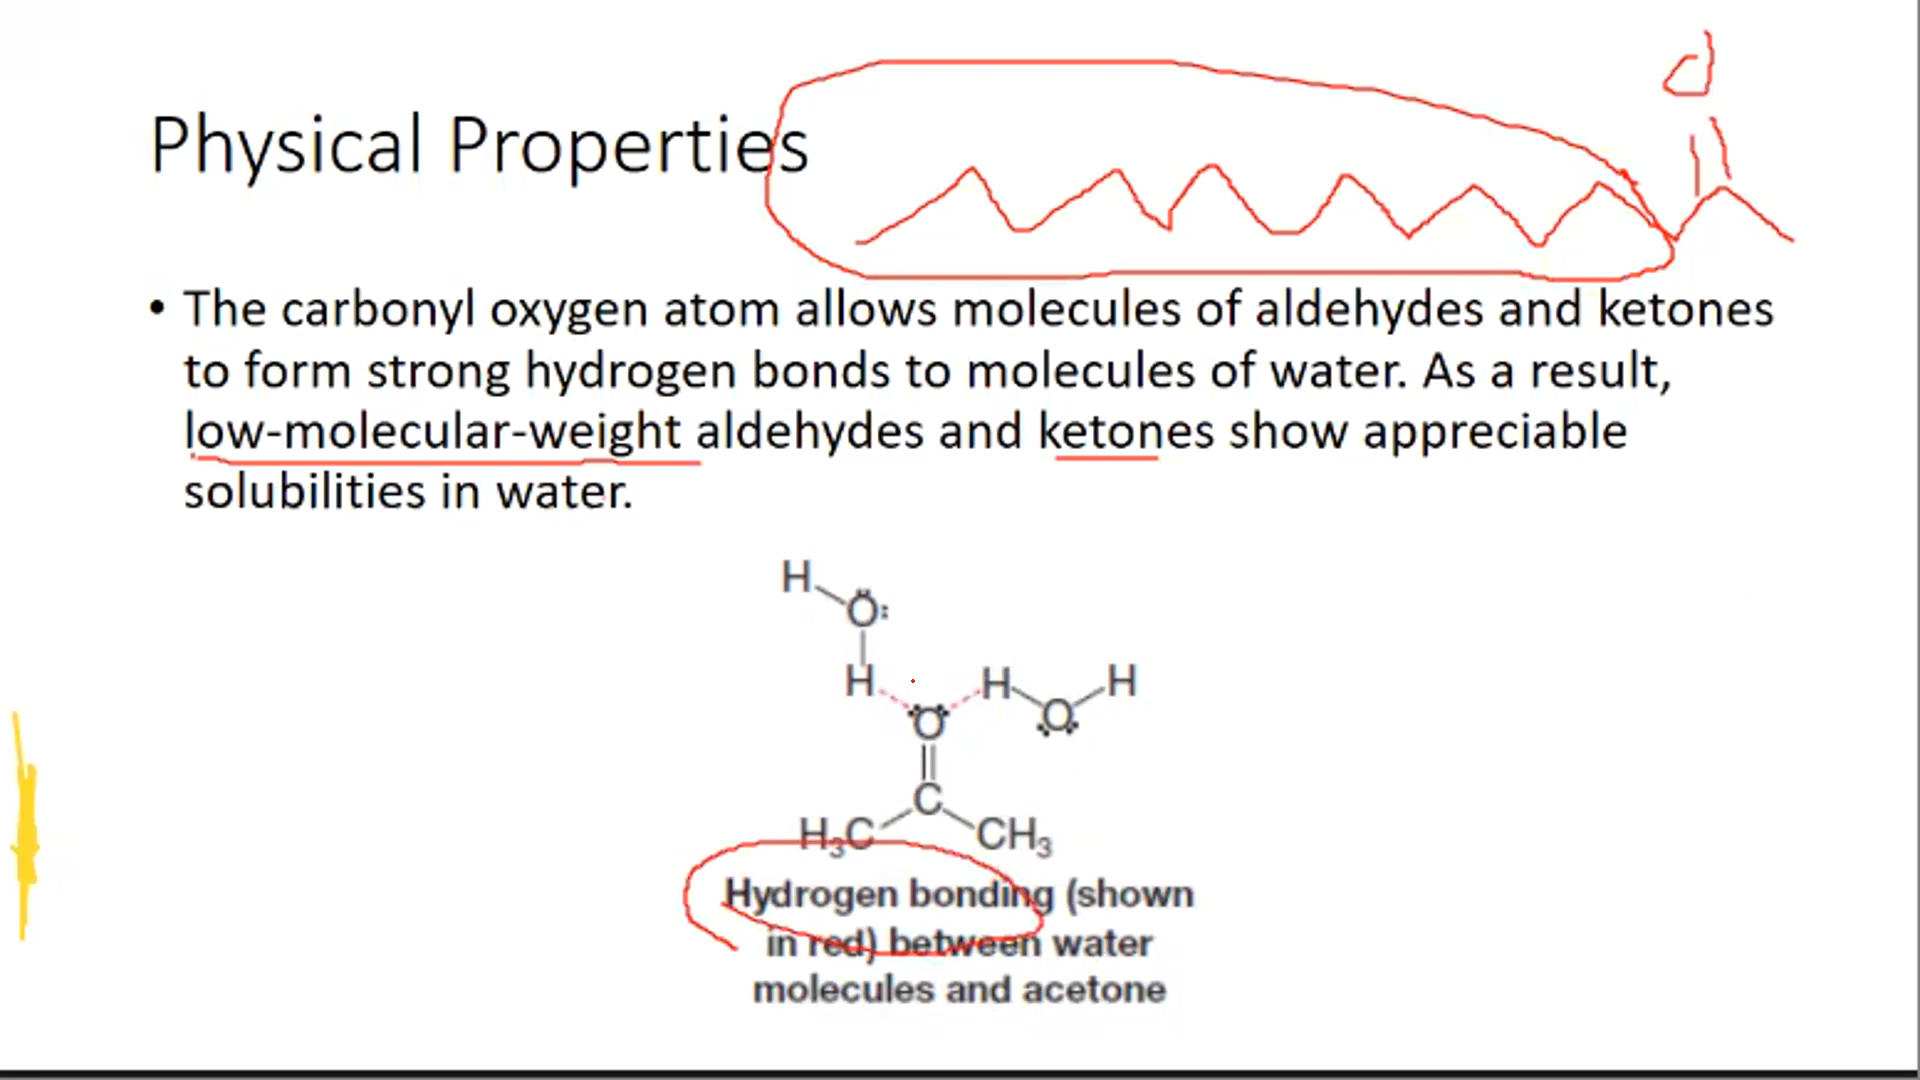 Physical Properties
• The carbonyl oxygen atom allows molecules of aldehydes and ketones
to form strong hydrogen bonds to molecules of water. As a result,
low-molecular-weight aldehydes and ketones show appreciable
solubilities in water.
H
O
H H H
O O
C
H₃C CH₃
Hydrogen bonding (shown
in red) between water
molecules and acetone